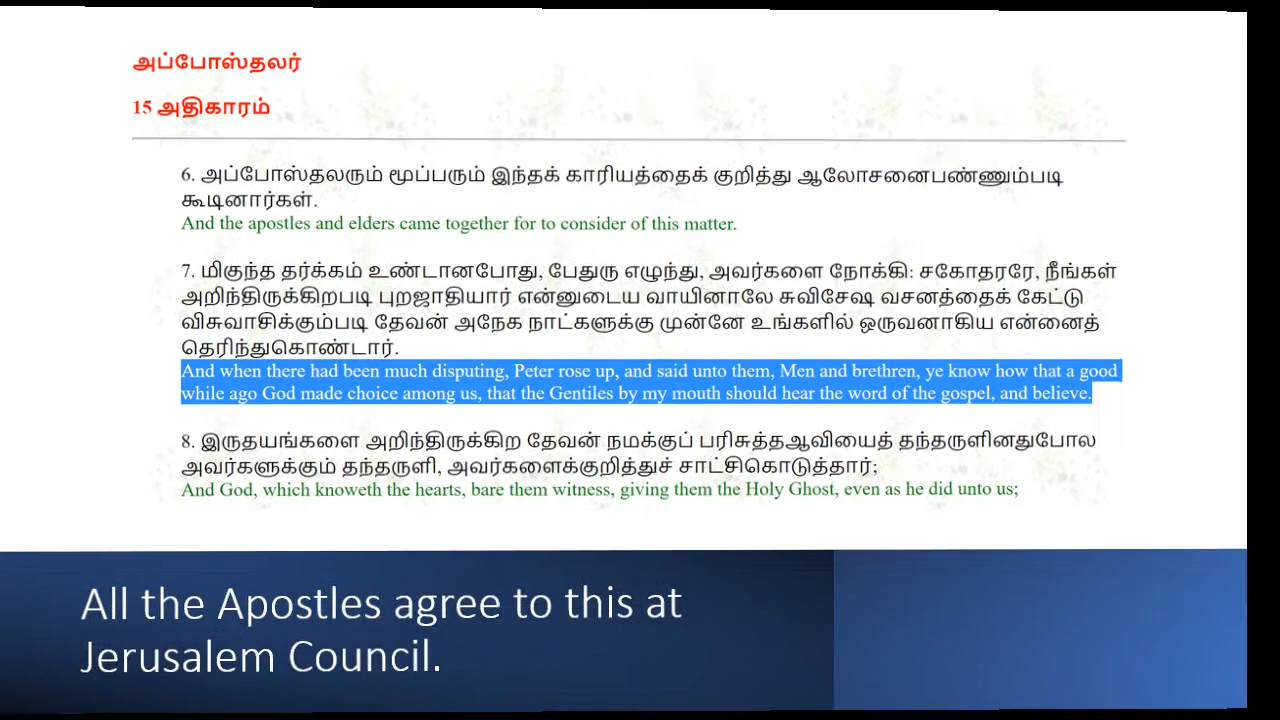 அப்போஸ்தலர்
15 அதிகாரம்
6. அப்போஸ்தலரும் மூப்பரும் இந்தக் காரியத்தைக் குறித்து ஆலோசனைபண்ணும்படி
கூடினார்கள்.
And the apostles and elders came together for to consider of this matter.
7. மிகுந்த தர்க்கம் உண்டானபோது, பேதுரு எழுந்து, அவர்களை நோக்கி: சகோதரரே, நீங்கள்
அறிந்திருக்கிறபடி புறஜாதியார் என்னுடைய வாயினாலே சுவிசேஷ வசனத்தைக் கேட்டு
விசுவாசிக்கும்படி தேவன் அநேக நாட்களுக்கு முன்னே உங்களில் ஒருவனாகிய என்னைத்
தெரிந்துகொண்டார்.
And when there had been much disputing, Peter rose up, and said unto them, Men and brethren, ye know how that a good
while ago God made choice among us, that the Gentiles by my mouth should hear the word of the gospel, and believe.
8. இருதயங்களை அறிந்திருக்கிற தேவன் நமக்குப் பரிசுத்தஆவியைத் தந்தருளினதுபோல
அவர்களுக்கும் தந்தருளி, அவர்களைக்குறித்துச் சாட்சிகொடுத்தார்;
And God, which knoweth the hearts, bare them witness, giving them the Holy Ghost, even as he did unto us;
All the Apostles agree to this at
Jerusalem Council.